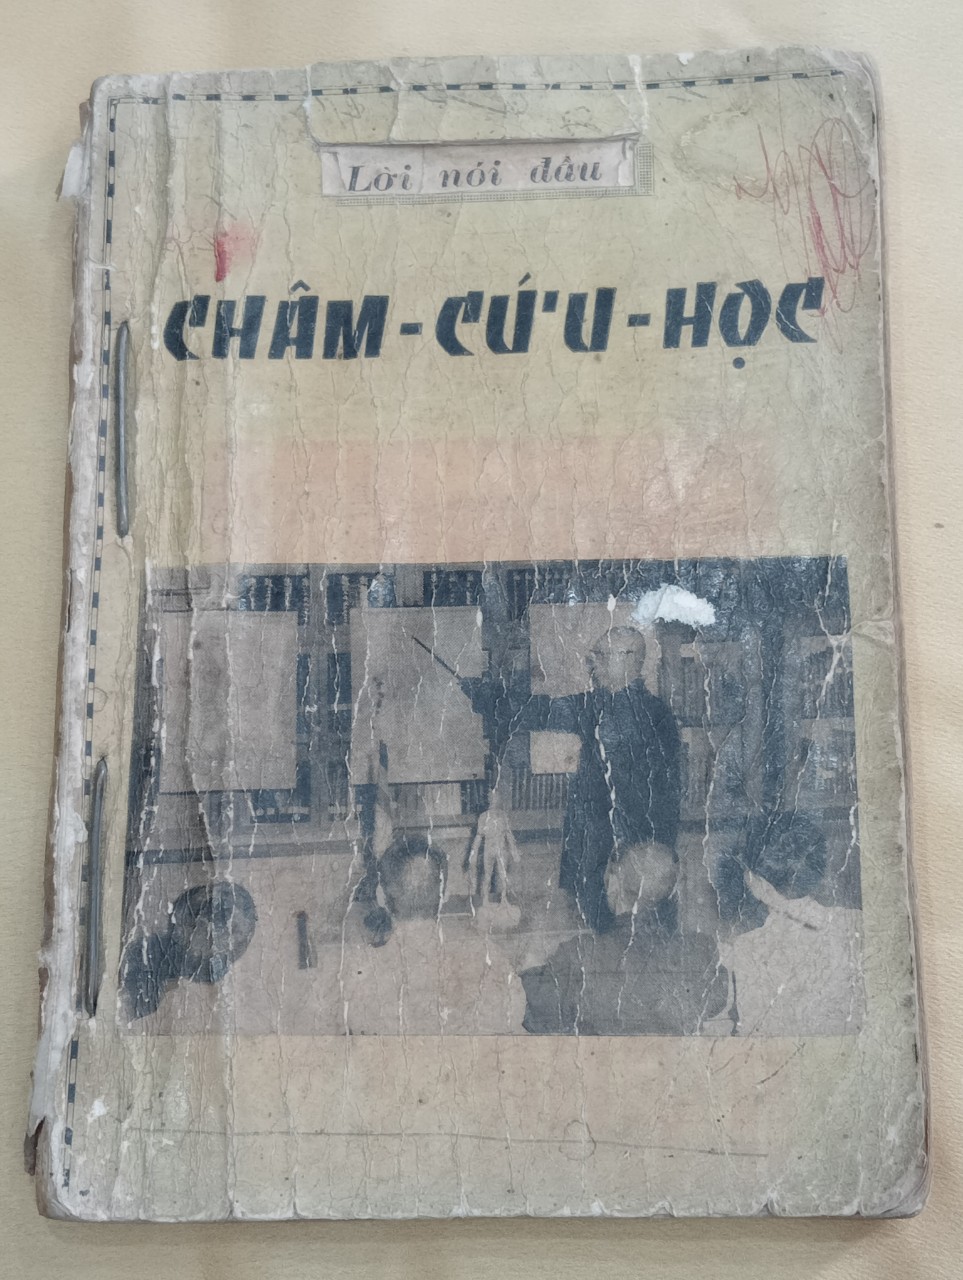 Lời nói đầu
CHÂM-CỨU-HỌC